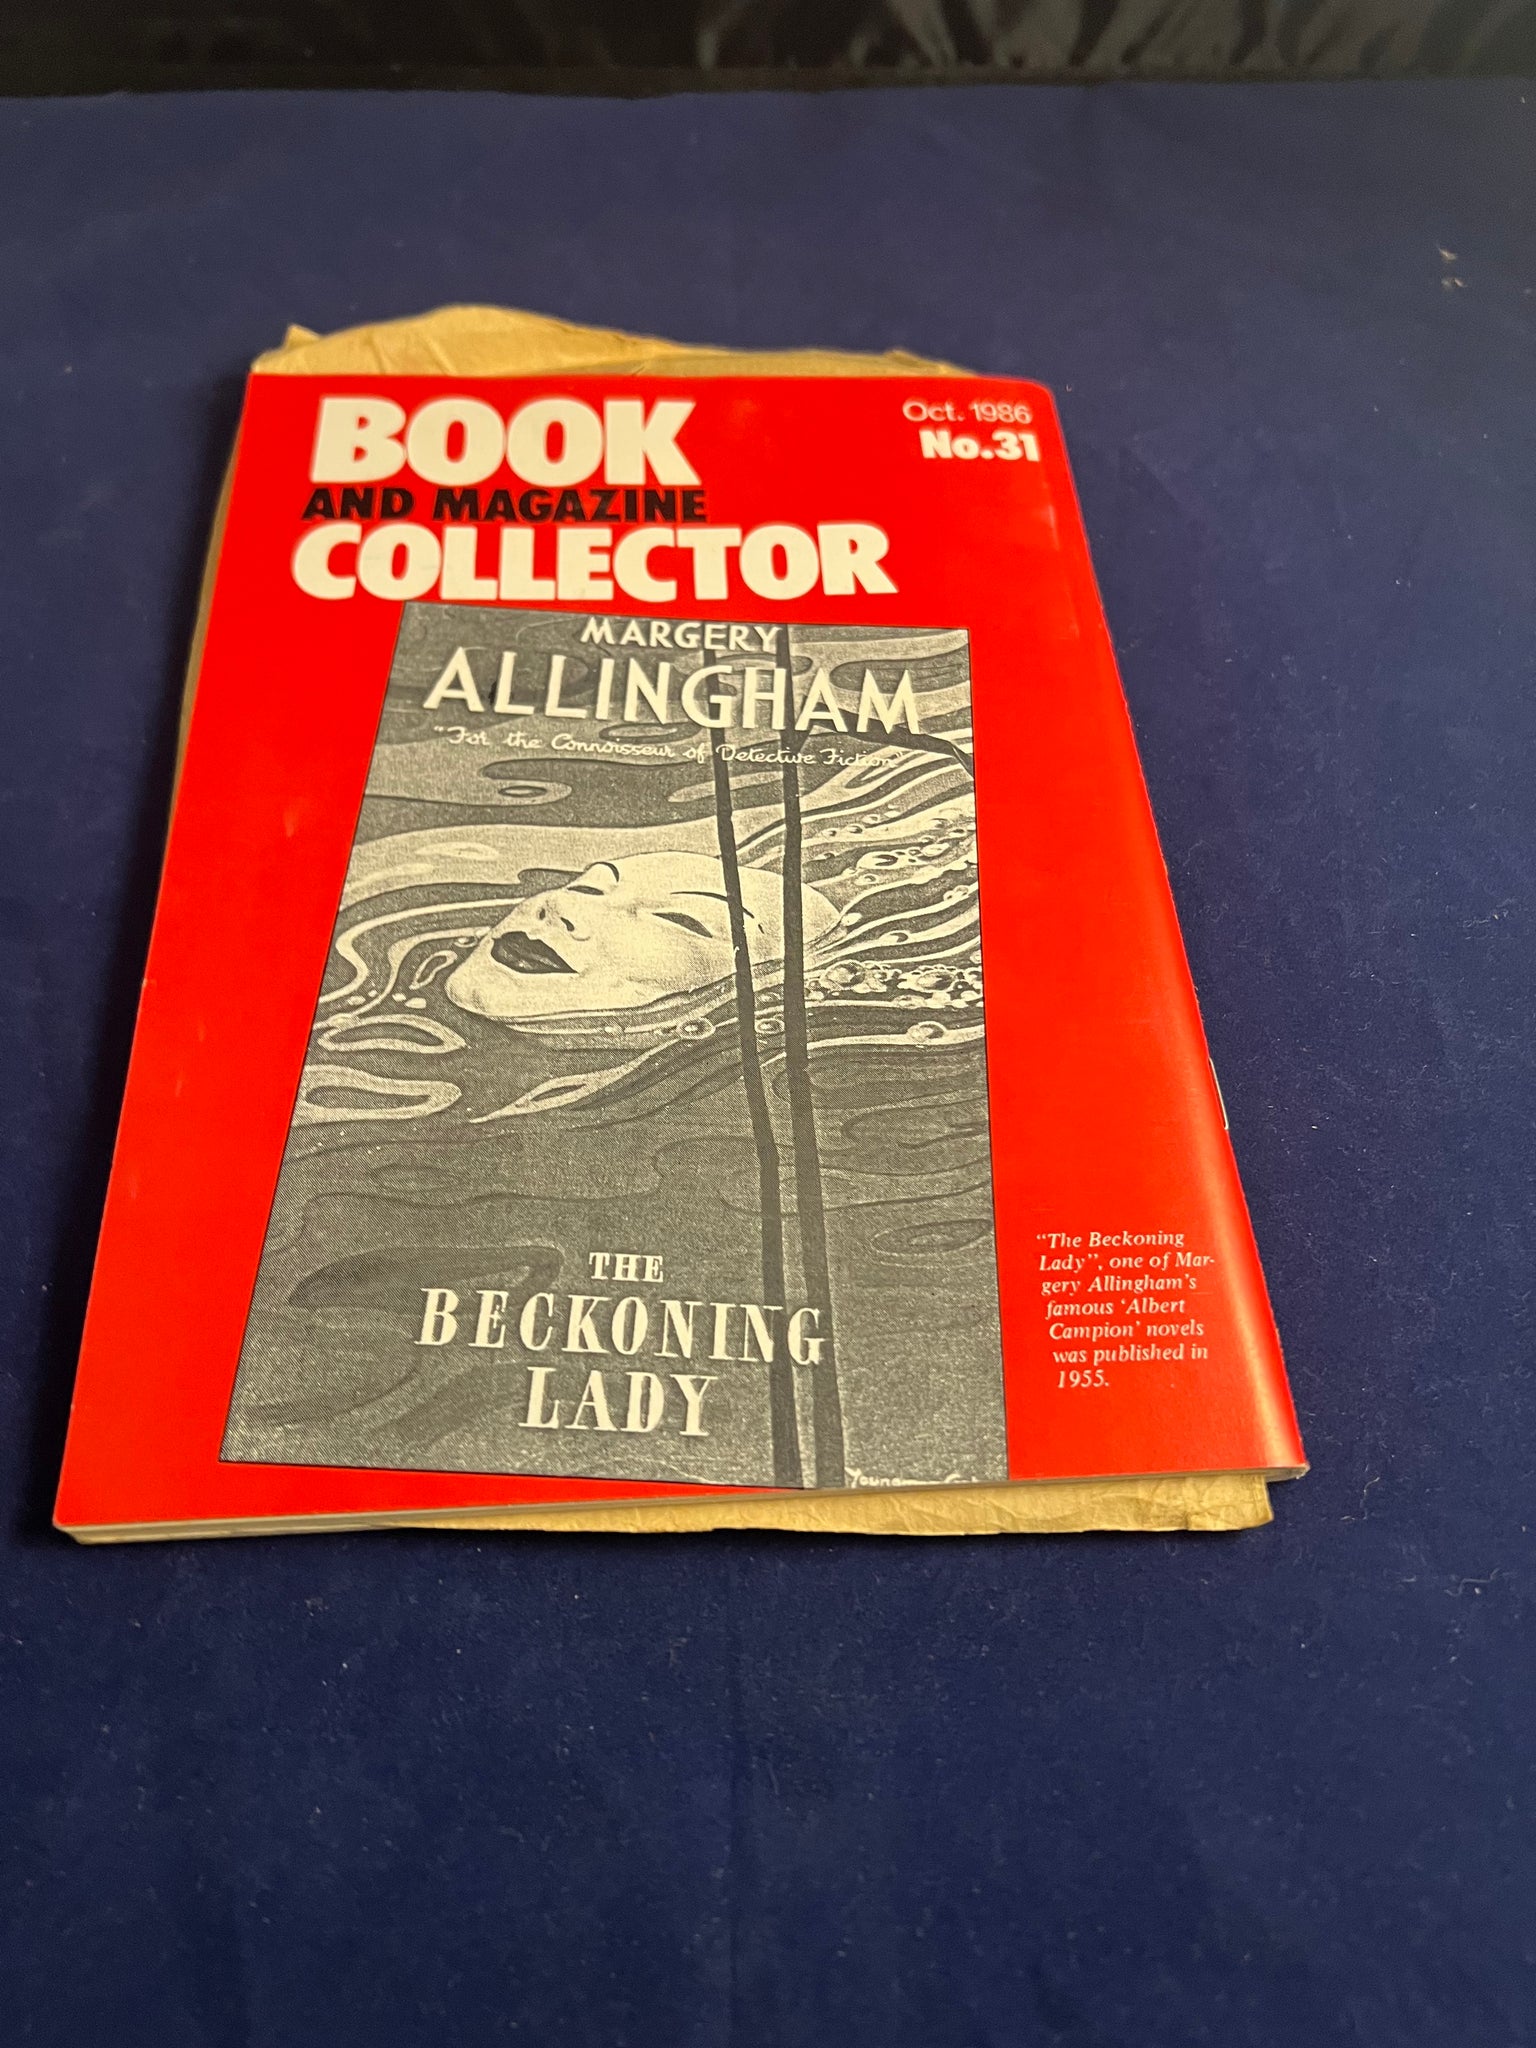 BOOK
AND MAGAZINE
COLLECTOR
Oct. 1986
No.31
MARGERY
ALLINGHAM
"For the Connoisseur of Detective Fiction"
THE
BECKONING
LADY
"The Beckoning
Lady", one of Mar-
gery Allingham's
famous 'Albert
Campion' novels
was published in
1955.